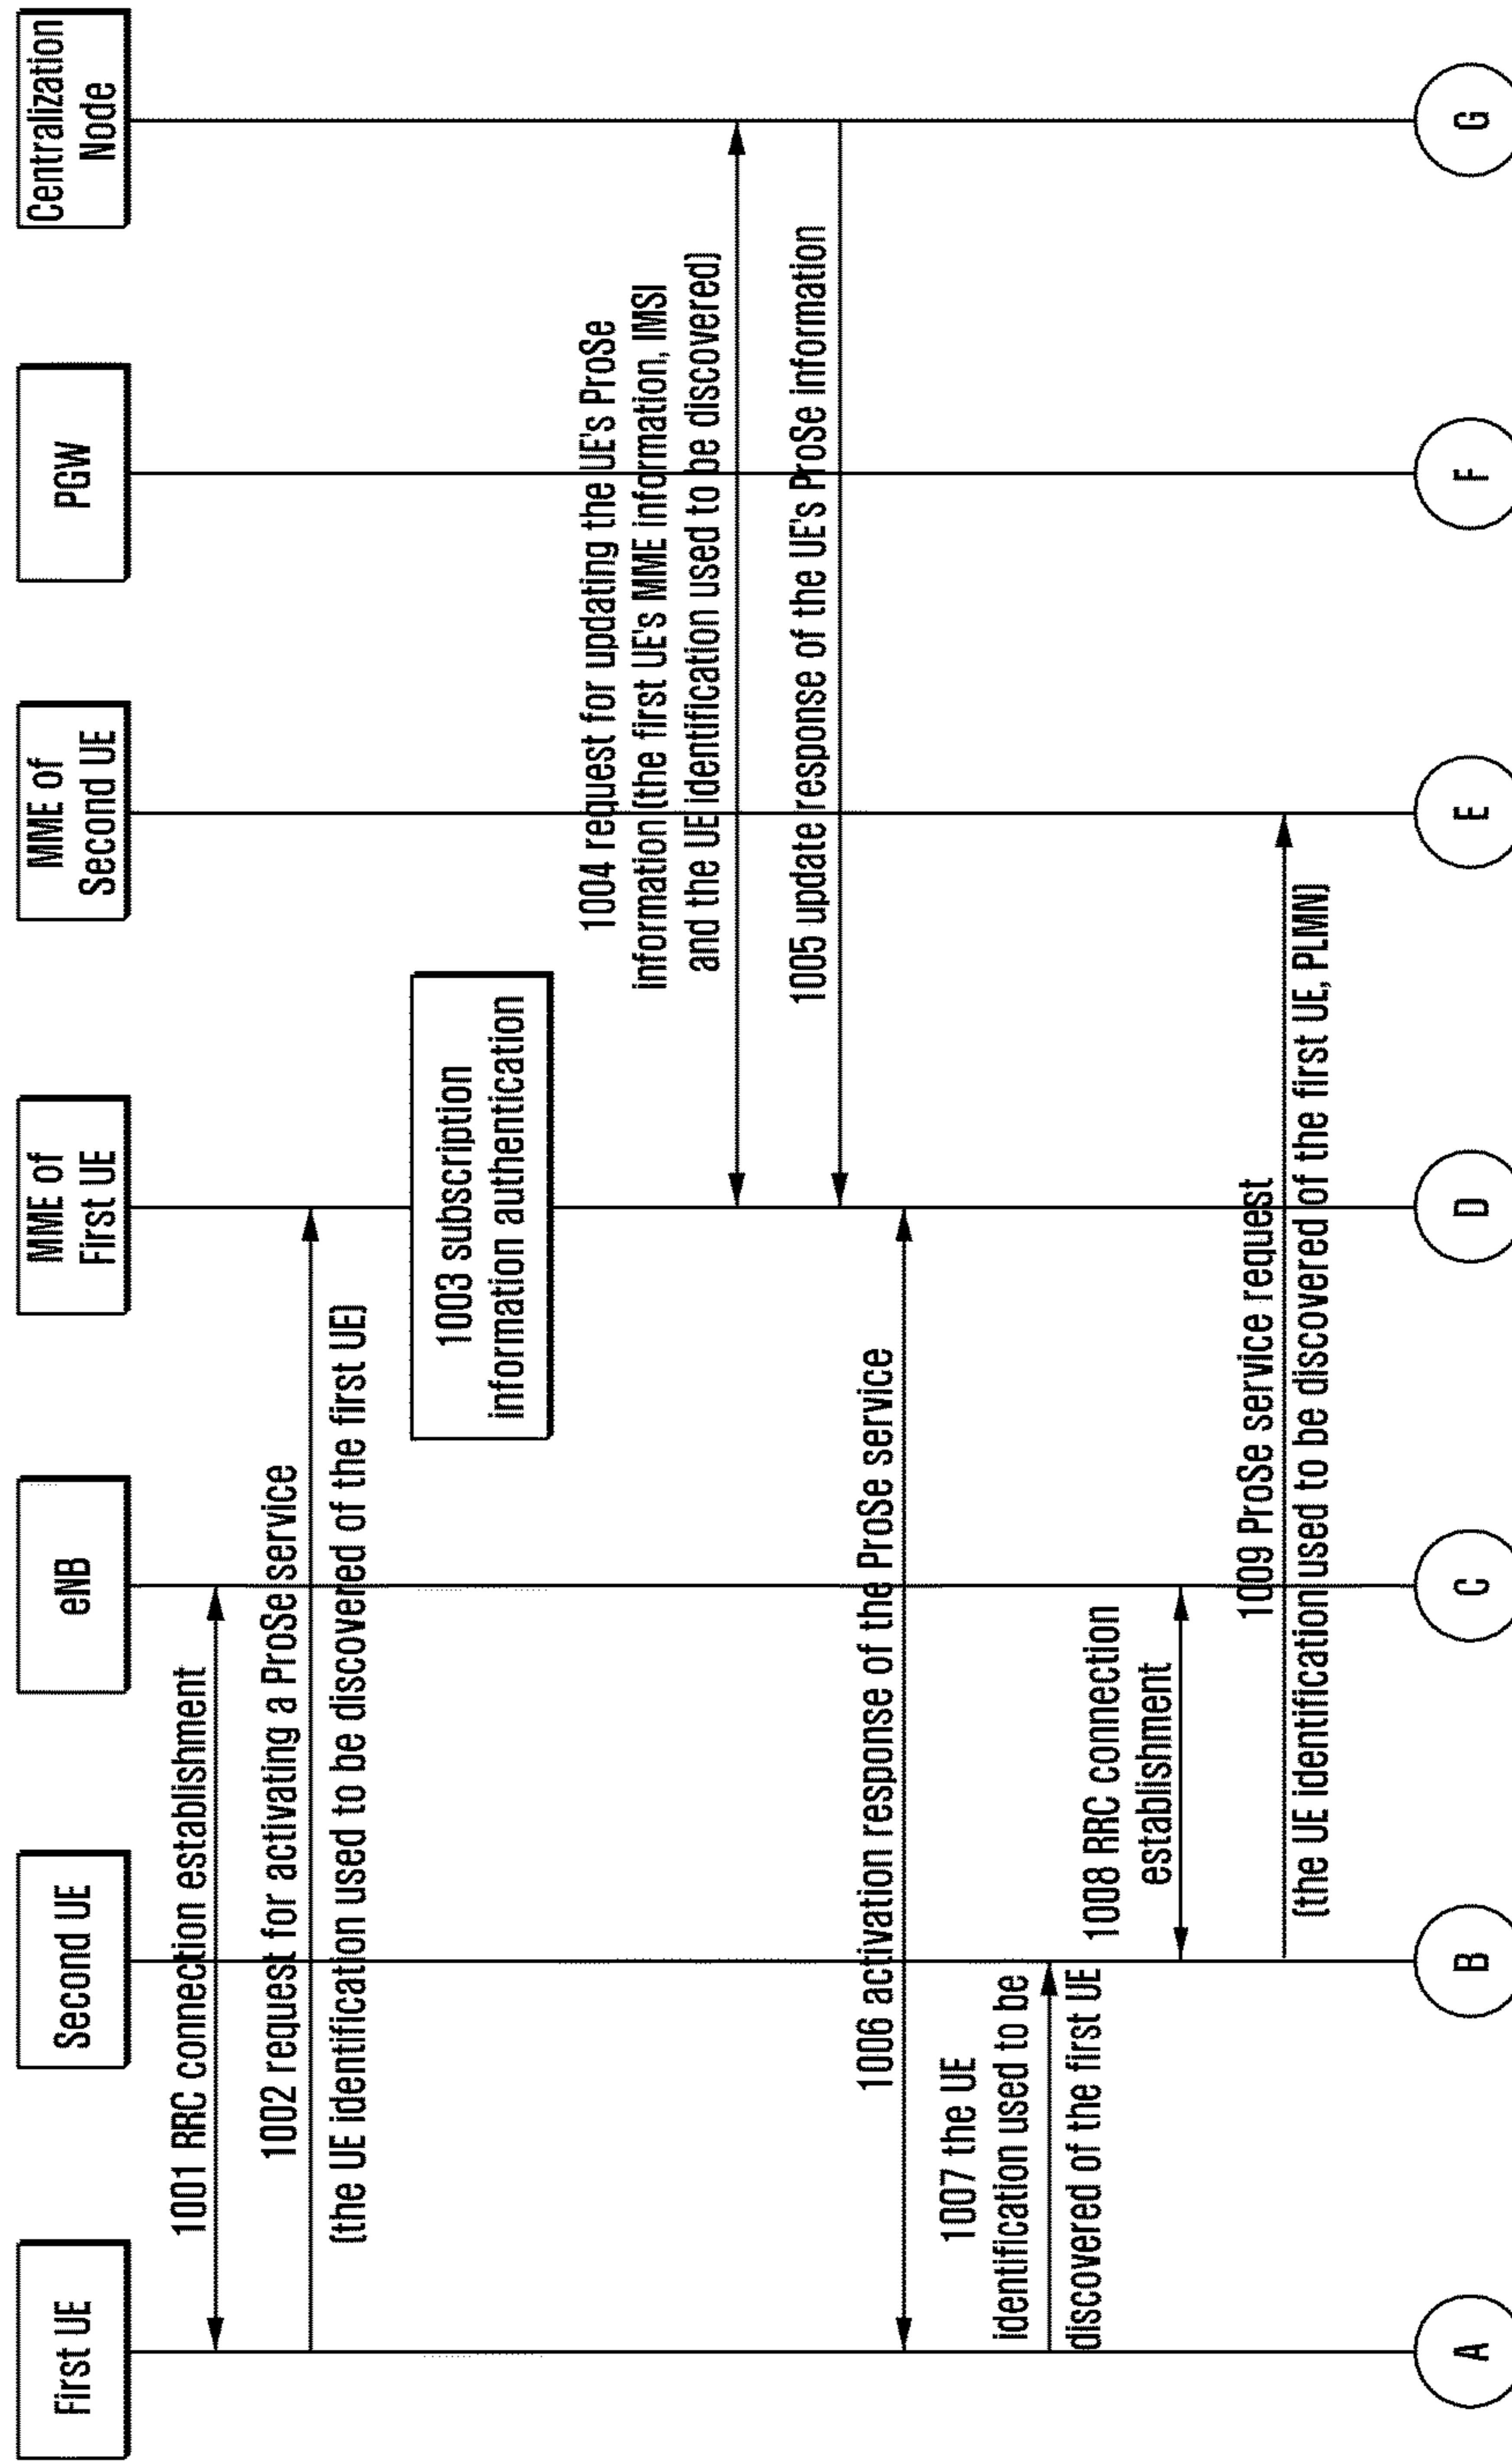 First UE
Second UE
eNB
MME of
First UE
MME of
Second UE
PGW
Centralization
Node
1001 RRC connection establishment
1002 request for activating a ProSe service
(the UE identification used to be discovered of the first UE)
1003 subscription
information authentication
1004 request for updating the UE's ProSe
information (the first UE's MME information, IMSI
and the UE identification used to be discovered)
1005 update response of the UE's ProSe information
1006 activation response of the ProSe service
1007 the UE
identification used to be
discovered of the first UE
1008 RRC connection
establishment
1009 ProSe service request
(the UE identification used to be discovered of the first UE, PLMN)
A
B
C
D
E
F
G